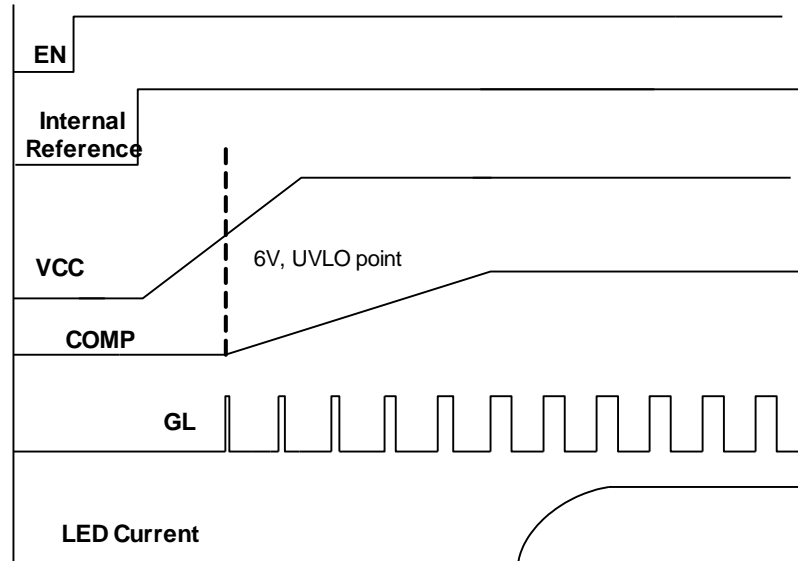 EN
Internal
Reference
VCC
6V, UVLO point
COMP
GL
LED Current